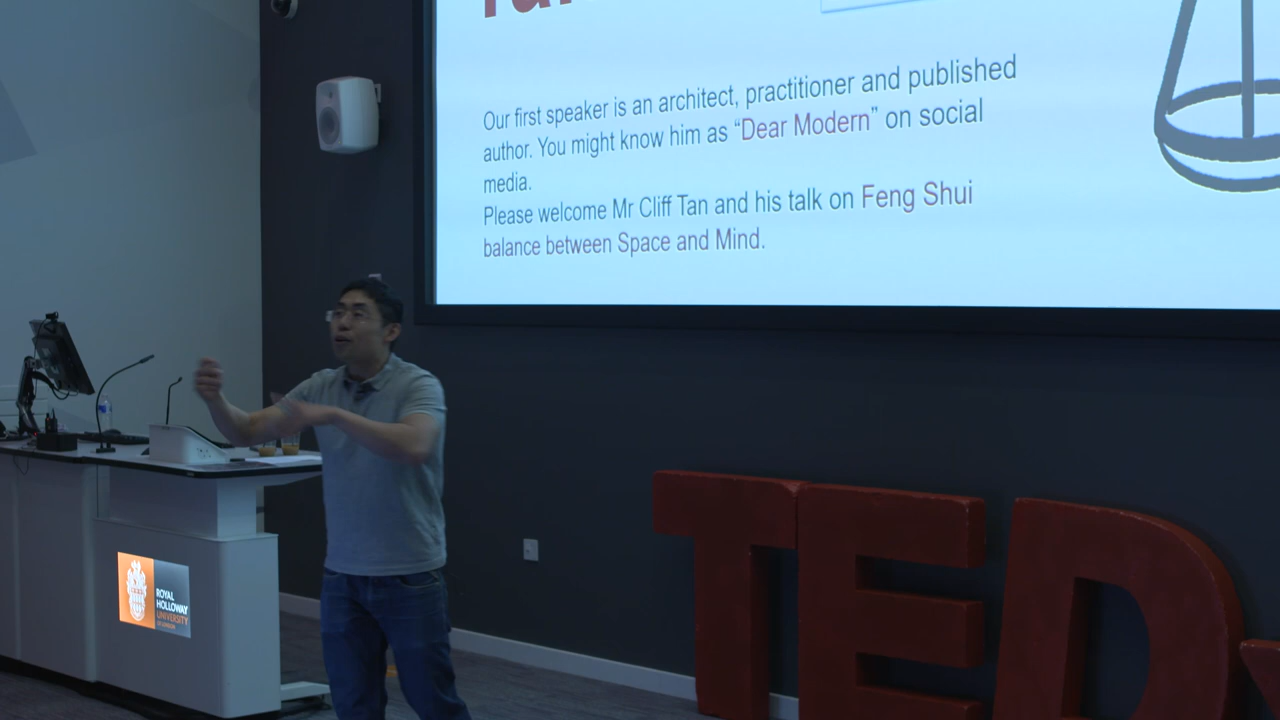 Our first speaker is an architect, practitioner and published
author. You might know him as “Dear Modern” on social
media.
Please welcome Mr Cliff Tan and his talk on Feng Shui
balance between Space and Mind.
ROYAL
HOLLOWAY
UNIVERSITY
OF LONDON
TED